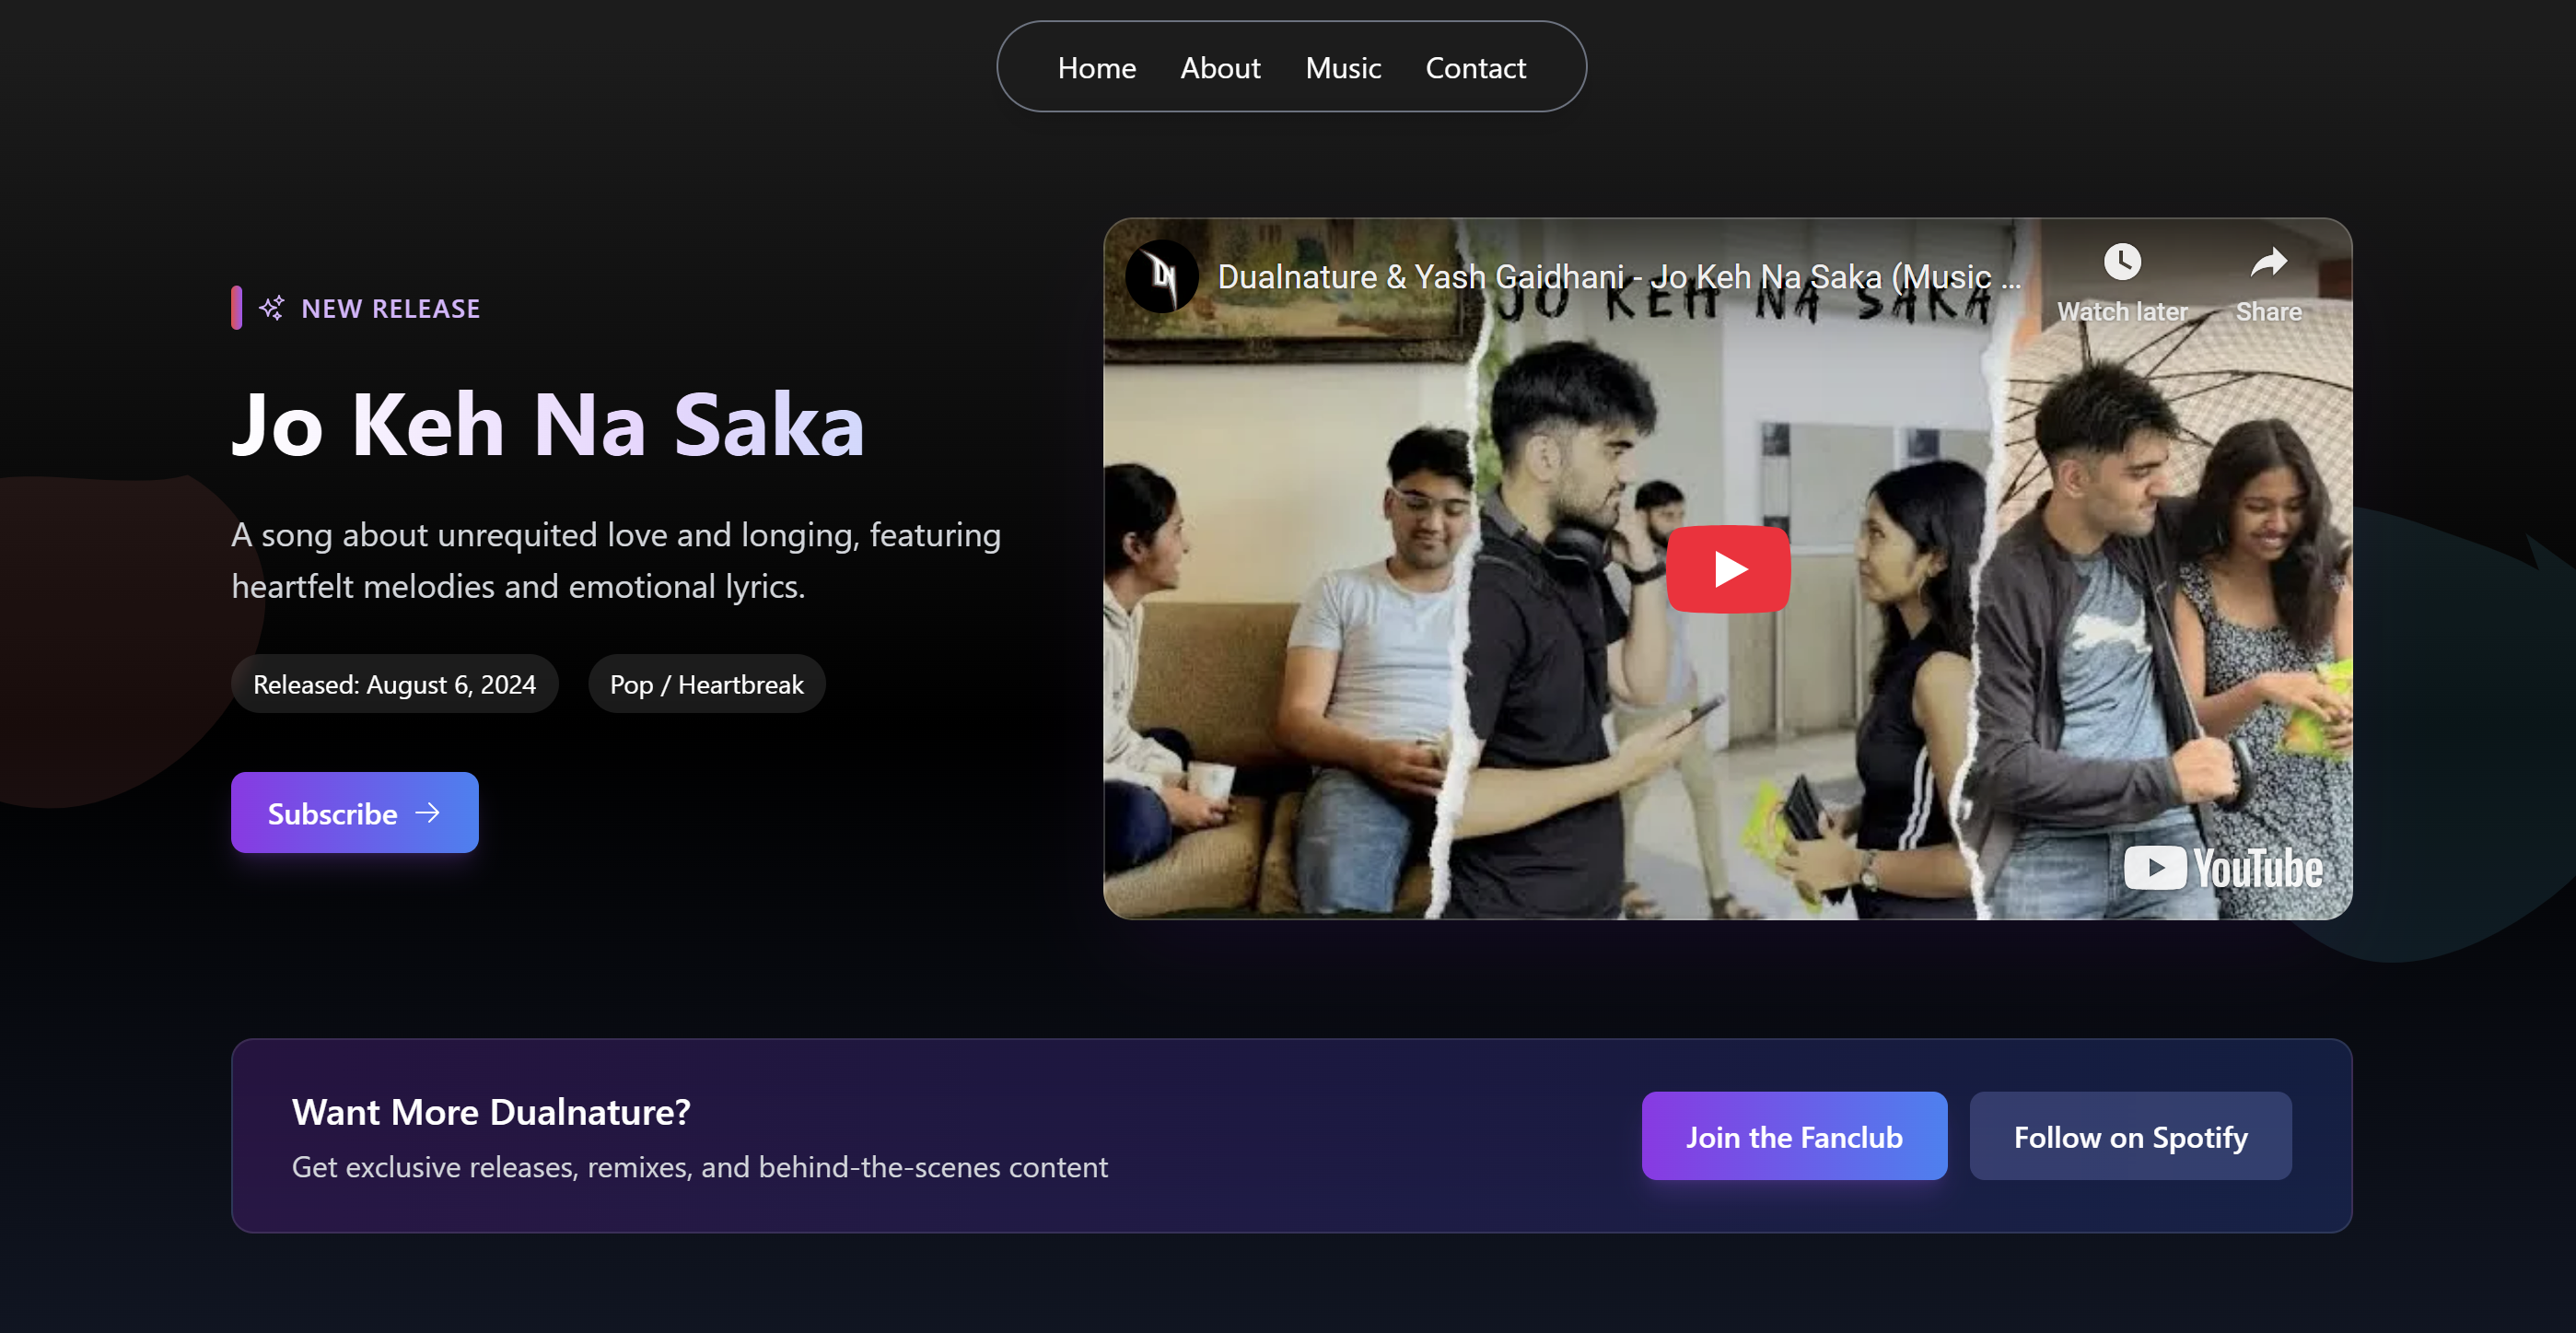 Home About Music Contact
NEW RELEASE
Jo Keh Na Saka
A song about unrequited love and longing, featuring
heartfelt melodies and emotional lyrics.
Released: August 6, 2024 Pop / Heartbreak
Subscribe
Dualnature & Yash Gaidhani - Jo Keh Na Saka (Music ...
Watch later Share
JO KEH NA SAKA
YouTube
Want More Dualnature?
Get exclusive releases, remixes, and behind-the-scenes content
Join the Fanclub Follow on Spotify